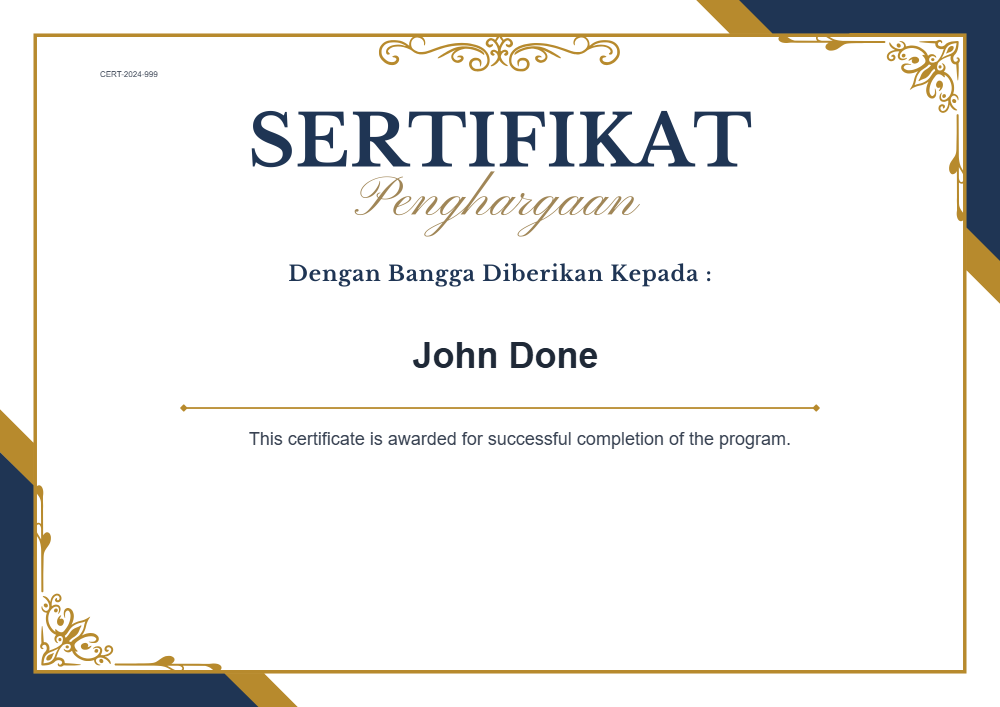 CERT-2024-999
SERTIFIKAT
Penghargaan
Dengan Bangga Diberikan Kepada :
John Done
This certificate is awarded for successful completion of the program.